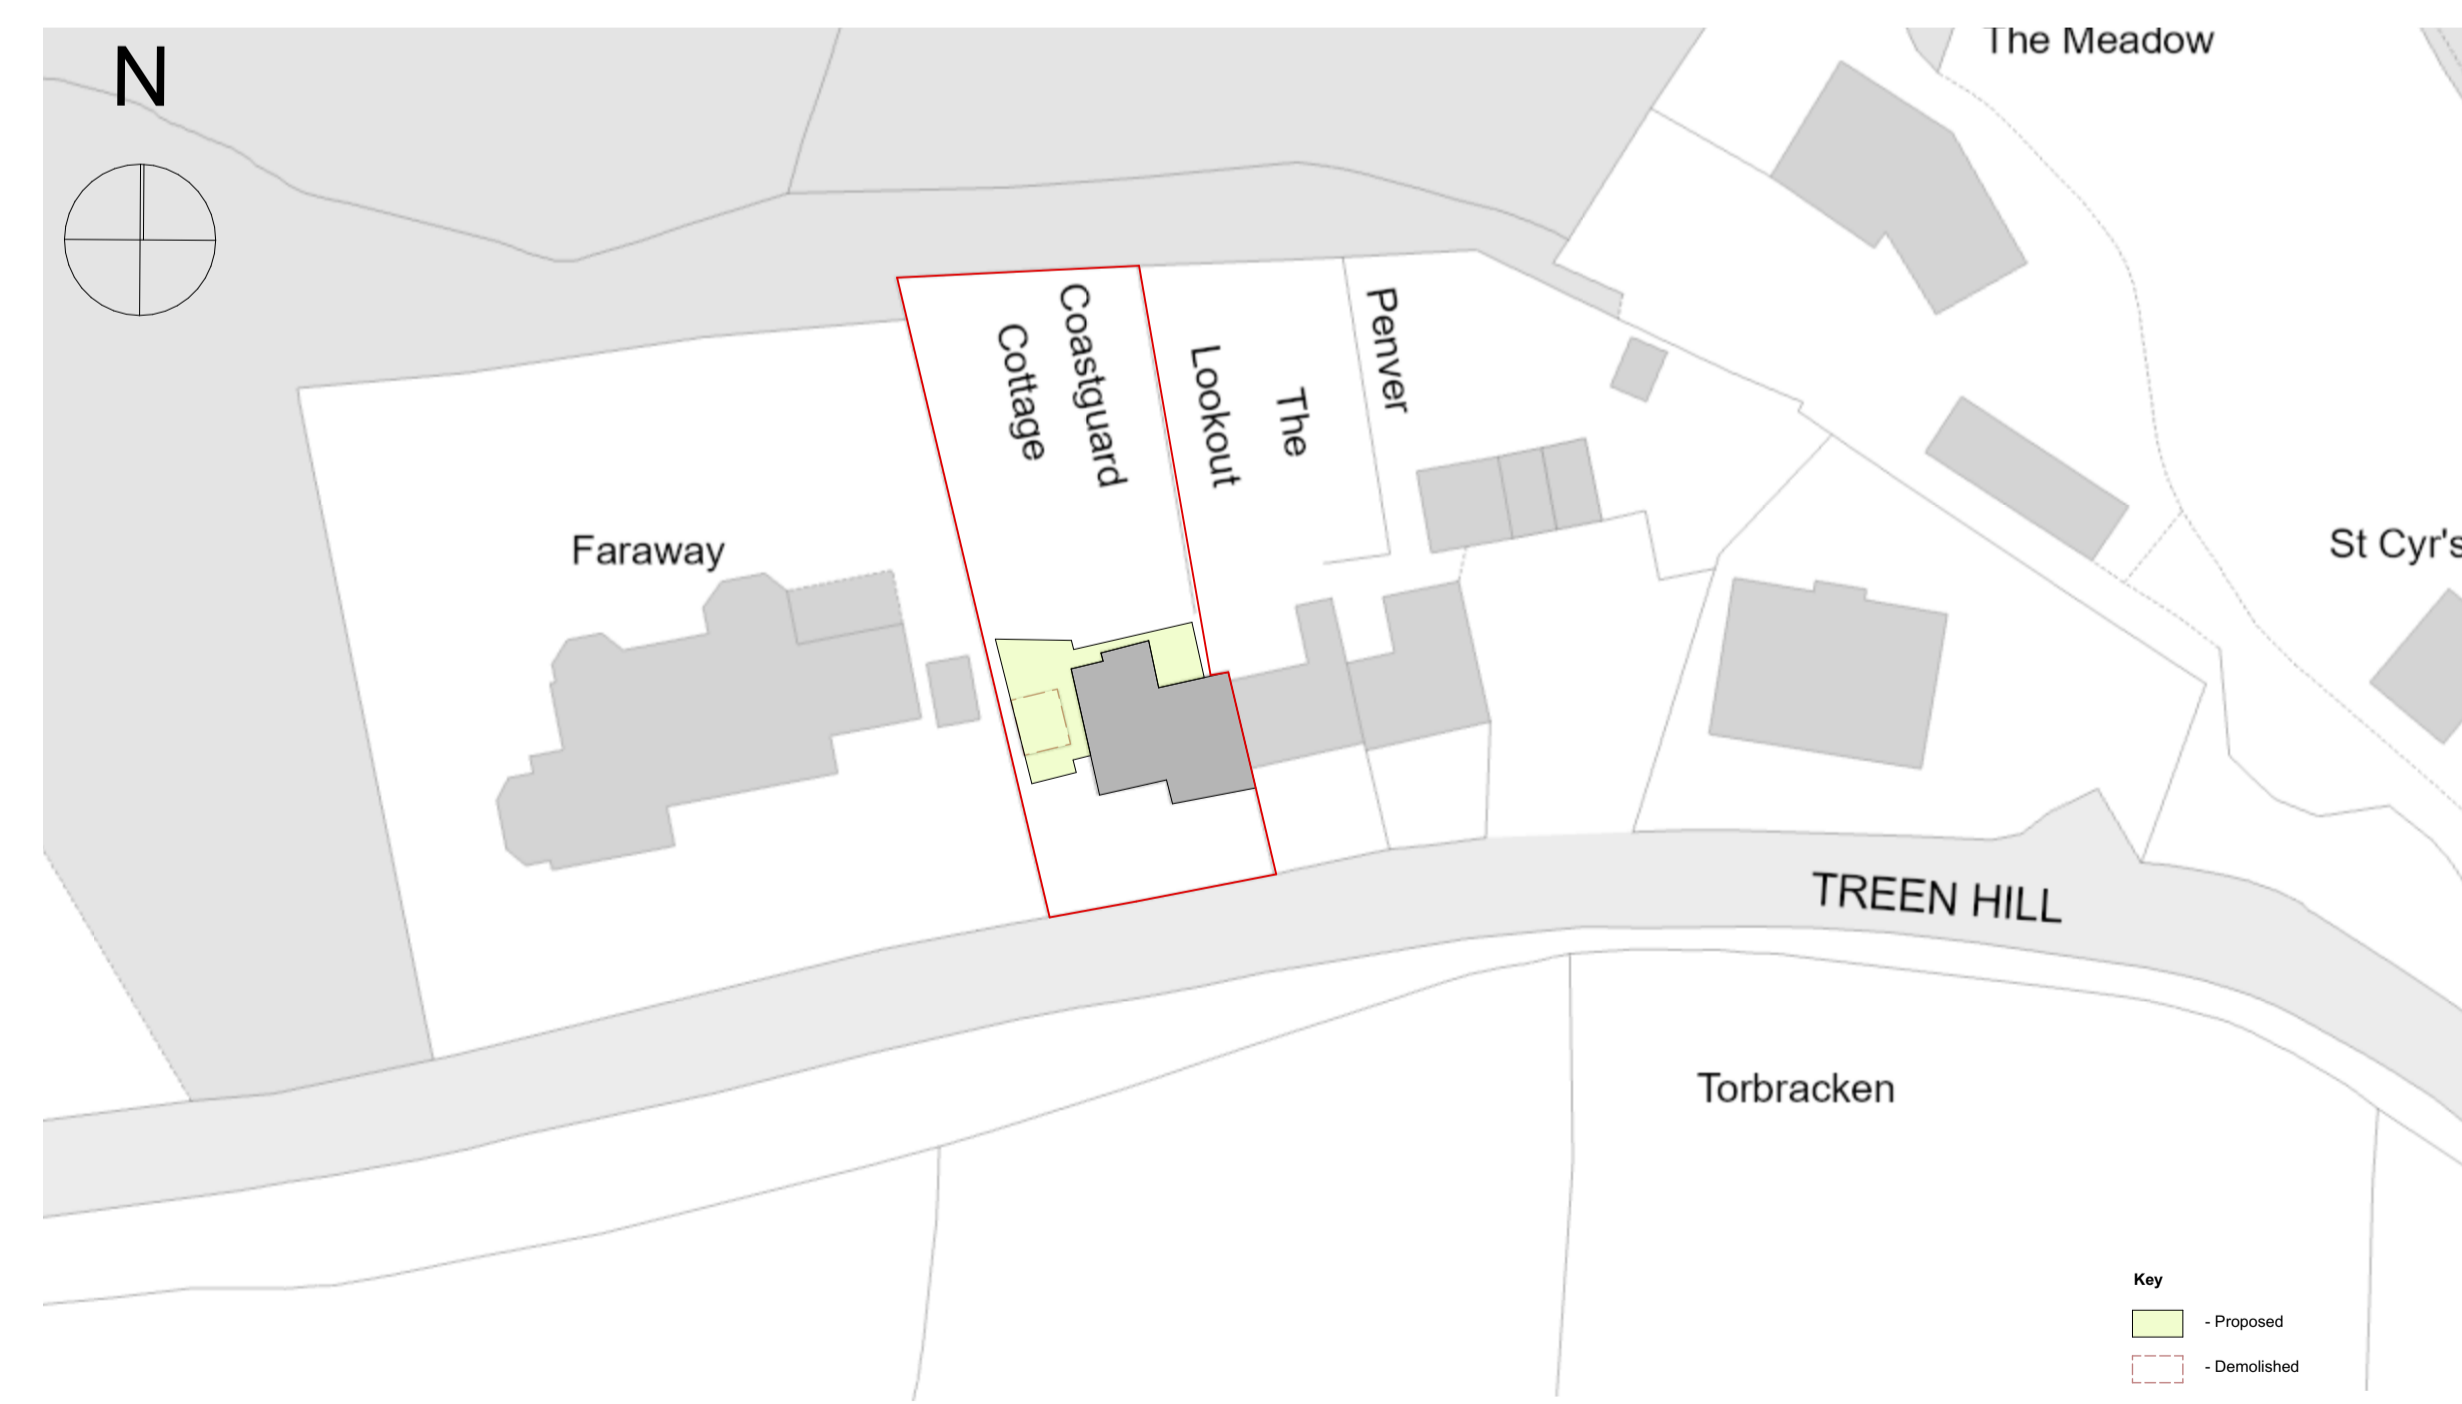 N
The Meadow
Coastguard
Cottage
The
Lookout
Penver
Faraway
St Cyr's
TREEN HILL
Torbracken
Key
- Proposed
- Demolished